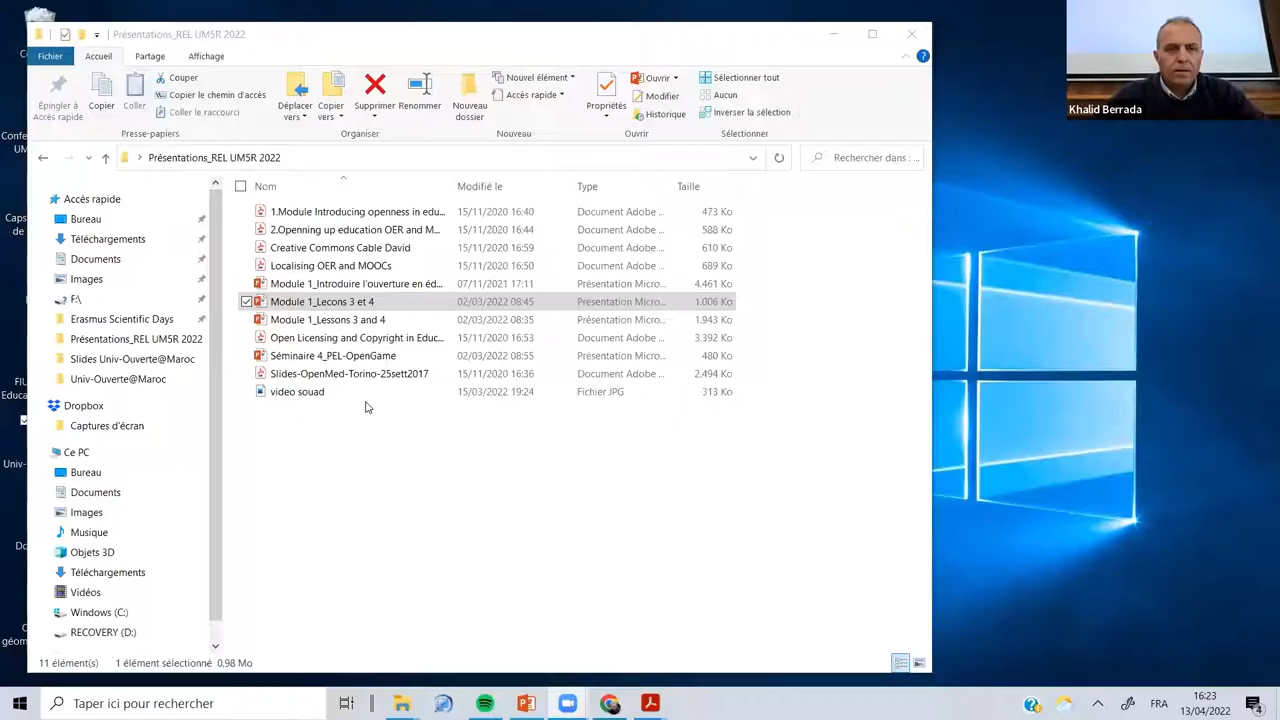 Présentations_REL UM5R 2022
Fichier Accueil Partage Affichage
Épingler à Accès rapide
Copier
Coller
Couper
Copier le chemin d'accès
Coller le raccourci
Presse-papiers
Déplacer vers
Copier vers
Supprimer
Renommer
Organiser
Nouveau dossier
Nouvel élément
Accès rapide
Nouveau
Propriétés
Ouvrir
Modifier
Historique
Ouvrir
Sélectionner tout
Aucun
Inverser la sélection
Sélectionner
Khalid Berrada
Présentations_REL UM5R 2022
Rechercher dans : ...
Nom Modifié le Type Taille
1.Module Introducing openness in edu... 15/11/2020 16:40 Document Adobe ... 473 Ko
2.Openning up education OER and M... 15/11/2020 16:44 Document Adobe ... 588 Ko
Creative Commons Cable David 15/11/2020 16:59 Document Adobe ... 610 Ko
Localising OER and MOOCs 15/11/2020 16:50 Document Adobe ... 689 Ko
Module 1_Introduire l'ouverture en éd... 07/11/2021 17:11 Présentation Micro... 4.461 Ko
Module 1_Lecons 3 et 4 02/03/2022 08:45 Présentation Micro... 1.006 Ko
Module 1_Lessons 3 and 4 02/03/2022 08:35 Présentation Micro... 1.943 Ko
Open Licensing and Copyright in Educ... 15/11/2020 16:53 Document Adobe ... 3.392 Ko
Séminaire 4_PEL-OpenGame 02/03/2022 08:55 Présentation Micro... 480 Ko
Slides-OpenMed-Torino-25sett2017 15/11/2020 16:36 Document Adobe ... 2.494 Ko
video souad 15/03/2022 19:24 Fichier JPG 313 Ko
Accès rapide
Bureau
Téléchargements
Documents
Images
F:\
Erasmus Scientific Days
Présentations_REL UM5R 2022
Slides Univ-Ouverte@Maroc
Univ-Ouverte@Maroc
Dropbox
Captures d'écran
Ce PC
Bureau
Documents
Images
Musique
Objets 3D
Téléchargements
Vidéos
Windows (C:)
RECOVERY (D:)
11 élément(s) 1 élément sélectionné 0,98 Mo
Taper ici pour rechercher
FRA
16:23
13/04/2022
4